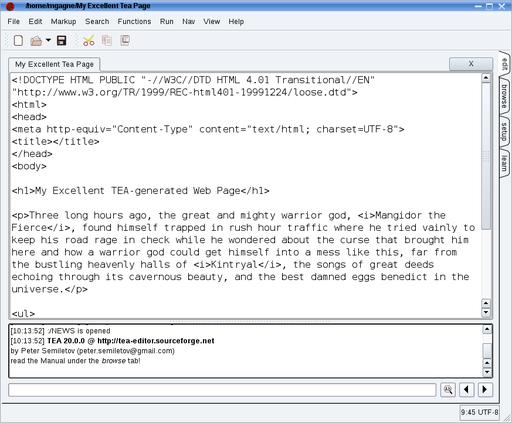 /home/mgagne/My Excellent Tea Page
File Edit Markup Search Functions Run Nav View Help
My Excellent Tea Page
X
<!DOCTYPE HTML PUBLIC "-//W3C//DTD HTML 4.01 Transitional//EN"
"http://www.w3.org/TR/1999/REC-html401-19991224/loose.dtd">
<html>
<head>
<meta http-equiv="Content-Type" content="text/html; charset=UTF-8">
<title></title>
</head>
<body>
<h1>My Excellent TEA-generated Web Page</h1>
<p>Three long hours ago, the great and mighty warrior god, <i>Mangidor the
Fierce</i>, found himself trapped in rush hour traffic where he tried vainly to
keep his road rage in check while he wondered about the curse that brought him
here and how a warrior god could get himself into a mess like this, far from
the bustling heavenly halls of <i>Kintryal</i>, the songs of great deeds
echoing through its cavernous beauty, and the best damned eggs benedict in the
universe.</p>
<ul>
edit
browse
setup
learn
[10:13:52] :/NEWS is opened
[10:13:52] TEA 20.0.0 @ http://tea-editor.sourceforge.net
by Peter Semiletov (peter.semiletov@gmail.com)
read the Manual under the browse tab!
9:45 UTF-8